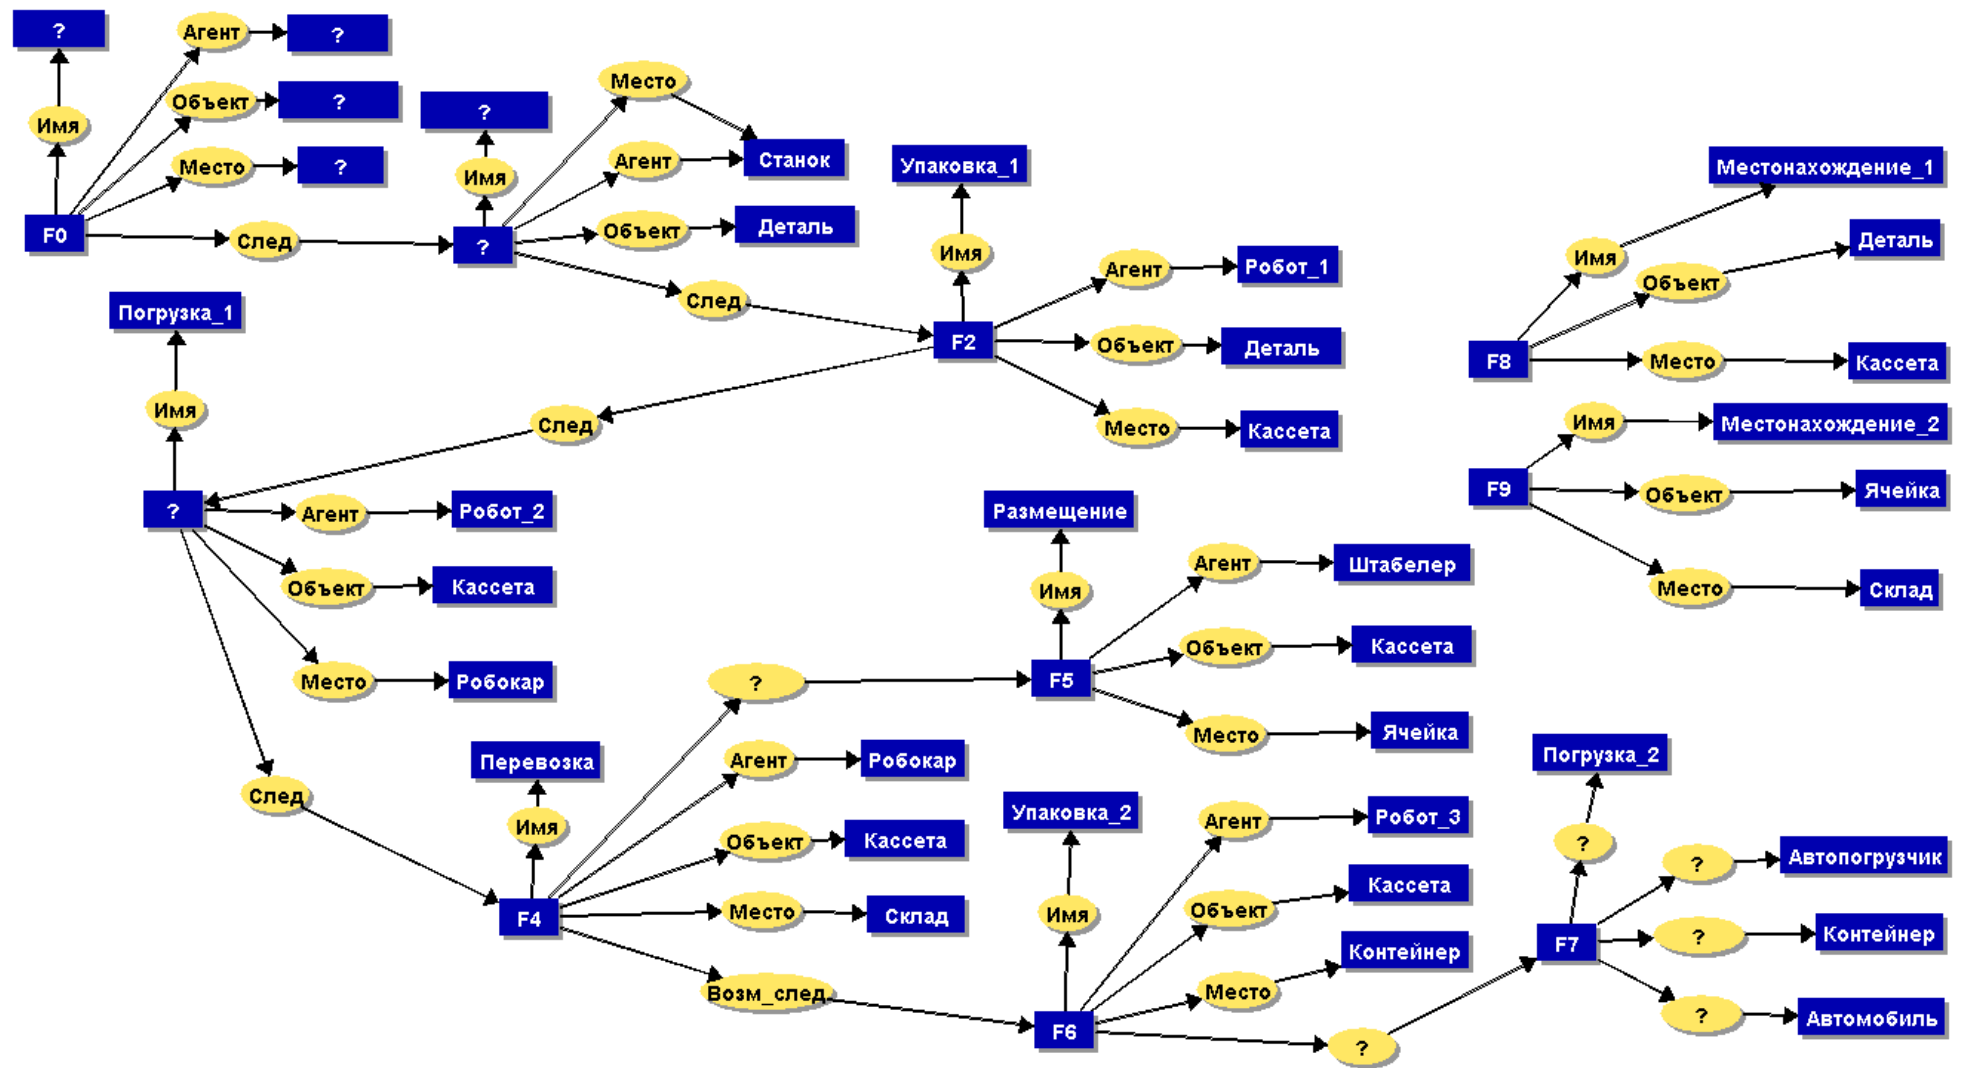 ?
Агент
?
Имя
Объект
?
Место
?
F0
След
?
Имя
?
Место
Агент
Станок
Объект
Деталь
След
Упаковка_1
Имя
F2
Агент
Робот_1
Объект
Деталь
Место
Кассета
След
Местонахождение_1
Имя
Деталь
Объект
F8
Место
Кассета
Имя
Местонахождение_2
F9
Объект
Ячейка
Место
Склад
Погрузка_1
Имя
?
Агент
Робот_2
Объект
Кассета
Место
Робокар
След
Размещение
Имя
F5
Агент
Штабелер
Объект
Кассета
Место
Ячейка
?
Перевозка
Имя
F4
Агент
Робокар
Объект
Кассета
Место
Склад
Возм_след
Упаковка_2
Имя
F6
Агент
Робот_3
Объект
Кассета
Место
Контейнер
?
Погрузка_2
?
F7
?
Автопогрузчик
?
Контейнер
?
Автомобиль